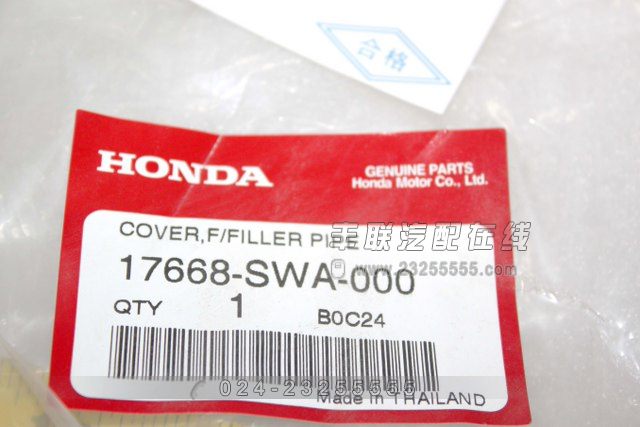 合格
HONDA
GENUINE PARTS
Honda Motor Co., Ltd.
COVER,F/FILLER PIPE
丰联汽配在线
17668-SWA-000
www.23255555.com
QTY 1 B0C24
024-23255555
Made in THAILAND